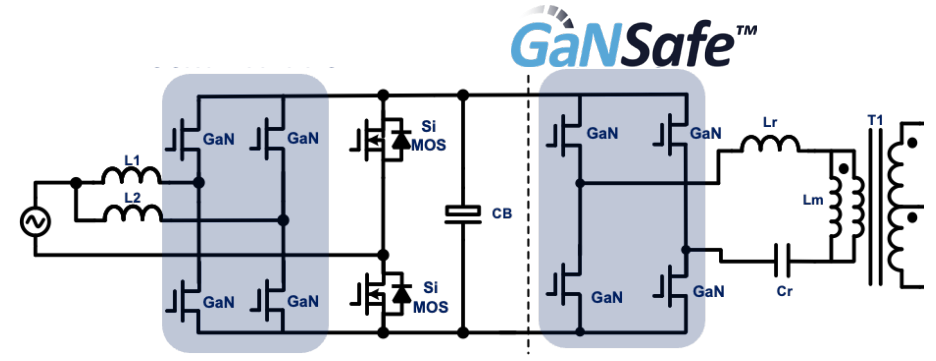 GaNSafe™
GaN
GaN
Si
MOS
L1
L2
CB
GaN
GaN
Si
MOS
GaN
GaN
Lr
T1
Lm
Cr
GaN
GaN